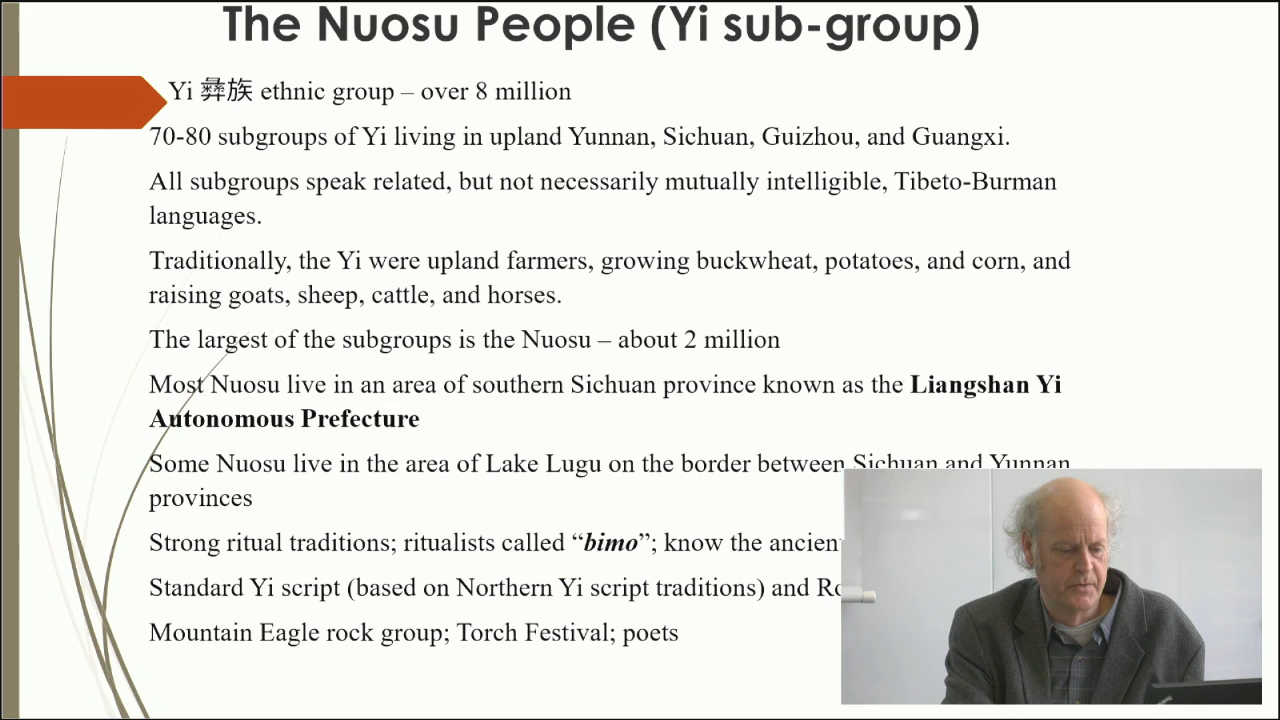 The Nuosu People (Yi sub-group)
Yi 彝族 ethnic group – over 8 million
70-80 subgroups of Yi living in upland Yunnan, Sichuan, Guizhou, and Guangxi.
All subgroups speak related, but not necessarily mutually intelligible, Tibeto-Burman
languages.
Traditionally, the Yi were upland farmers, growing buckwheat, potatoes, and corn, and
raising goats, sheep, cattle, and horses.
The largest of the subgroups is the Nuosu – about 2 million
Most Nuosu live in an area of southern Sichuan province known as the Liangshan Yi
Autonomous Prefecture
Some Nuosu live in the area of Lake Lugu on the border between Sichuan and Yunnan
provinces
Strong ritual traditions; ritualists called “bimo”; know the
Standard Yi script (based on Northern Yi script traditions) and
Mountain Eagle rock group; Torch Festival; poets